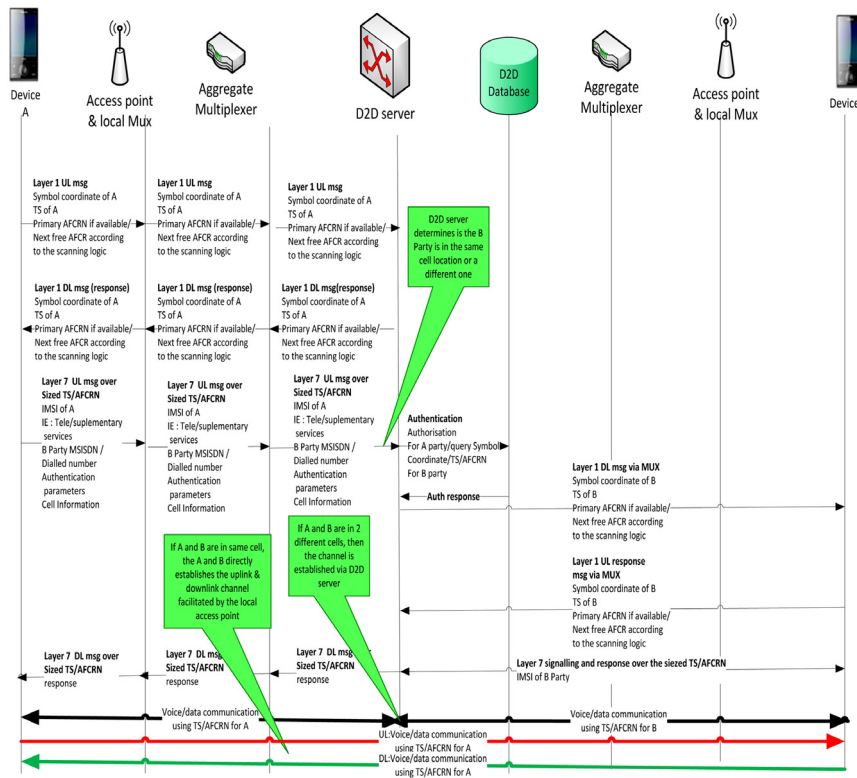 Device
A
Access point
& local Mux
Aggregate
Multiplexer
D2D server
D2D
Database
Aggregate
Multiplexer
Access point
& local Mux
Device
Layer 1 UL msg
Symbol coordinate of A
TS of A
Primary AFCRN if available/
Next free AFCR according
to the scanning logic
Layer 1 UL msg
Symbol coordinate of A
TS of A
Primary AFCRN if available/
Next free AFCR according
to the scanning logic
Layer 1 UL msg
Symbol coordinate of A
TS of A
Primary AFCRN if available/
Next free AFCR according
to the scanning logic
D2D server
determines is the B
Party is in the same
cell location or a
different one
Layer 1 DL msg (response)
Symbol coordinate of A
TS of A
Primary AFCRN if available/
Next free AFCR according
to the scanning logic
Layer 1 DL msg (response)
Symbol coordinate of A
TS of A
Primary AFCRN if available/
Next free AFCR according
to the scanning logic
Layer 1 DL msg(response)
Symbol coordinate of A
TS of A
Primary AFCRN if available/
Next free AFCR according
to the scanning logic
Layer 7 UL msg over
Sized TS/AFCRN
IMSI of A
IE : Tele/suplementary
services
B Party MSISDN /
Dialled number
Authentication
parameters
Cell Information
Layer 7 UL msg over
Sized TS/AFCRN
IMSI of A
IE : Tele/suplementary
services
B Party MSISDN /
Dialled number
Authentication
parameters
Cell Information
Layer 7 UL msg over
Sized TS/AFCRN
IMSI of A
IE : Tele/suplementary
services
B Party MSISDN /
Dialled number
Authentication
parameters
Cell Information
Authentication
Authorisation
For A party/query Symbol
Coordinate/TS/AFCRN
For B party
Auth response
Layer 1 DL msg via MUX
Symbol coordinate of B
TS of B
Primary AFCRN if available/
Next free AFCR according
to the scanning logic
If A and B are in same cell,
the A and B directly
establishes the uplink &
downlink channel
facilitated by the local
access point
If A and B are in 2
different cells, then
the channel is
established via D2D
server
Layer 1 UL response
msg via MUX
Symbol coordinate of B
TS of B
Primary AFCRN if available/
Next free AFCR according
to the scanning logic
Layer 7 DL msg over
Sized TS/AFCRN
response
Layer 7 DL msg
Sized TS/AFCRN
response
Layer 7 DL msg
Sized TS/AFCRN
response
Layer 7 signalling and response over the siezed TS/AFCRN
IMSI of B Party
Voice/data communication
using TS/AFCRN for A
Voice/data communication
using TS/AFCRN for B
UL:Voice/data communication
using TS/AFCRN for A
DL:Voice/data communication
using TS/AFCRN for A